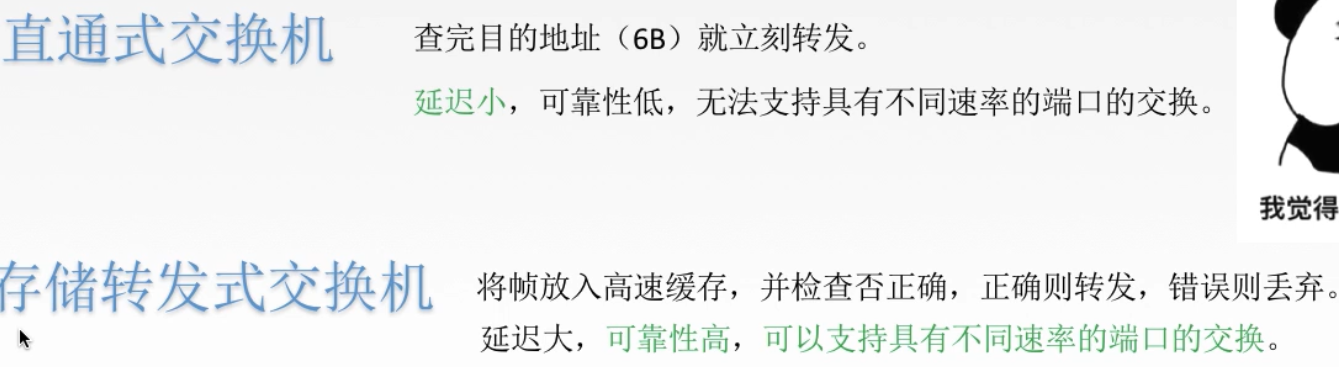 直通式交换机
查完目的地址（6B）就立刻转发。
延迟小，可靠性低，无法支持具有不同速率的端口的交换。
我觉得
存储转发式交换机
将帧放入高速缓存，并检查否正确，正确则转发，错误则丢弃。
延迟大，可靠性高，可以支持具有不同速率的端口的交换。